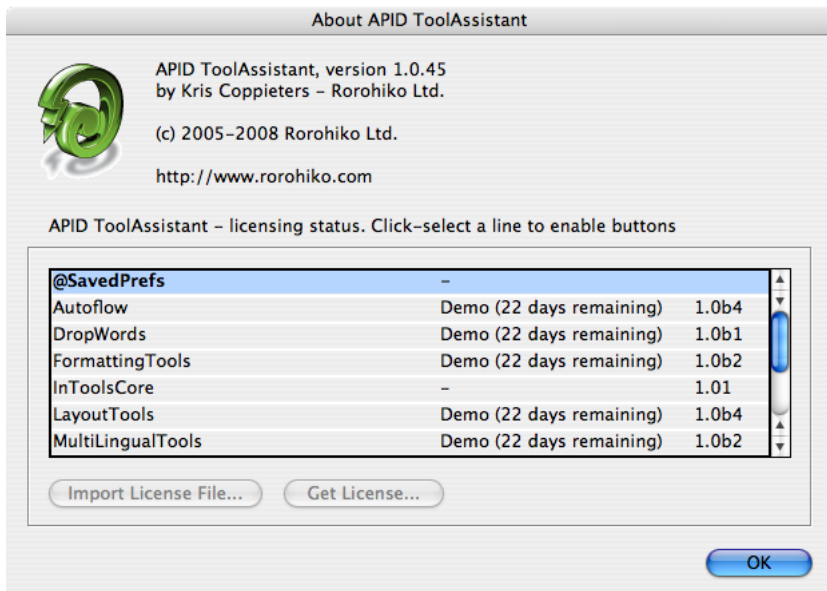 About APID ToolAssistant
APID ToolAssistant, version 1.0.45
by Kris Coppieters – Rorohiko Ltd.
(c) 2005–2008 Rorohiko Ltd.
http://www.rorohiko.com
APID ToolAssistant – licensing status. Click–select a line to enable buttons
@SavedPrefs –
Autoflow Demo (22 days remaining) 1.0b4
DropWords Demo (22 days remaining) 1.0b1
FormattingTools Demo (22 days remaining) 1.0b2
InToolsCore – 1.01
LayoutTools Demo (22 days remaining) 1.0b4
MultiLingualTools Demo (22 days remaining) 1.0b2
Import License File... Get License...
OK